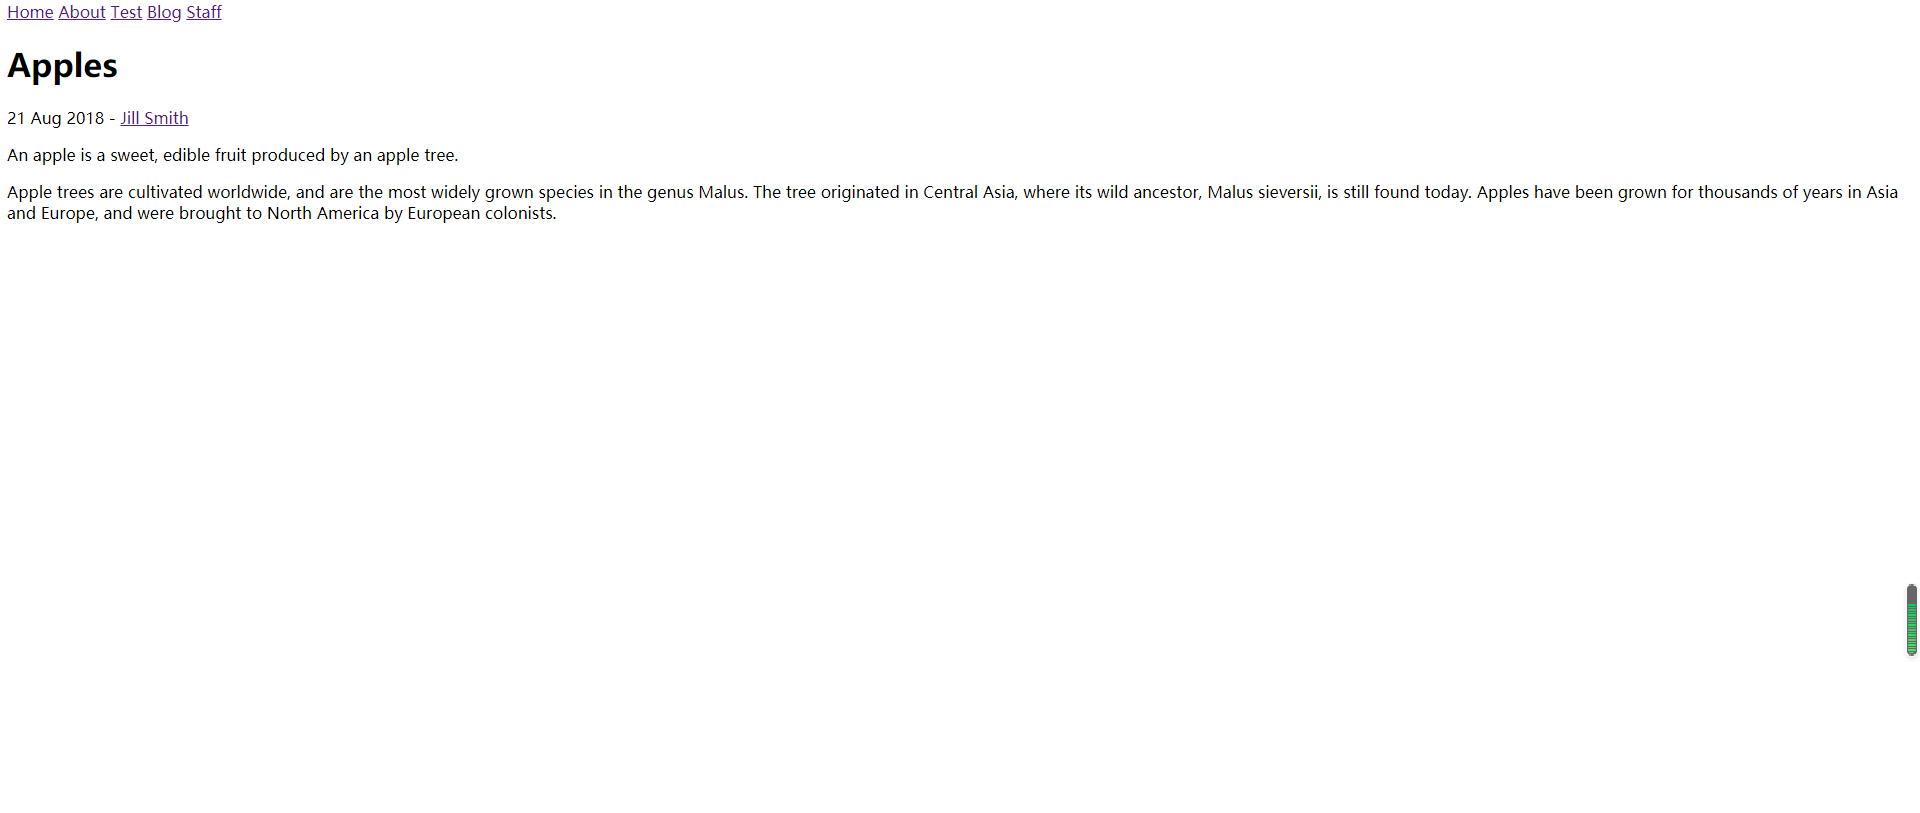 Home About Test Blog Staff
Apples
21 Aug 2018 - Jill Smith
An apple is a sweet, edible fruit produced by an apple tree.
Apple trees are cultivated worldwide, and are the most widely grown species in the genus Malus. The tree originated in Central Asia, where its wild ancestor, Malus sieversii, is still found today. Apples have been grown for thousands of years in Asia
and Europe, and were brought to North America by European colonists.